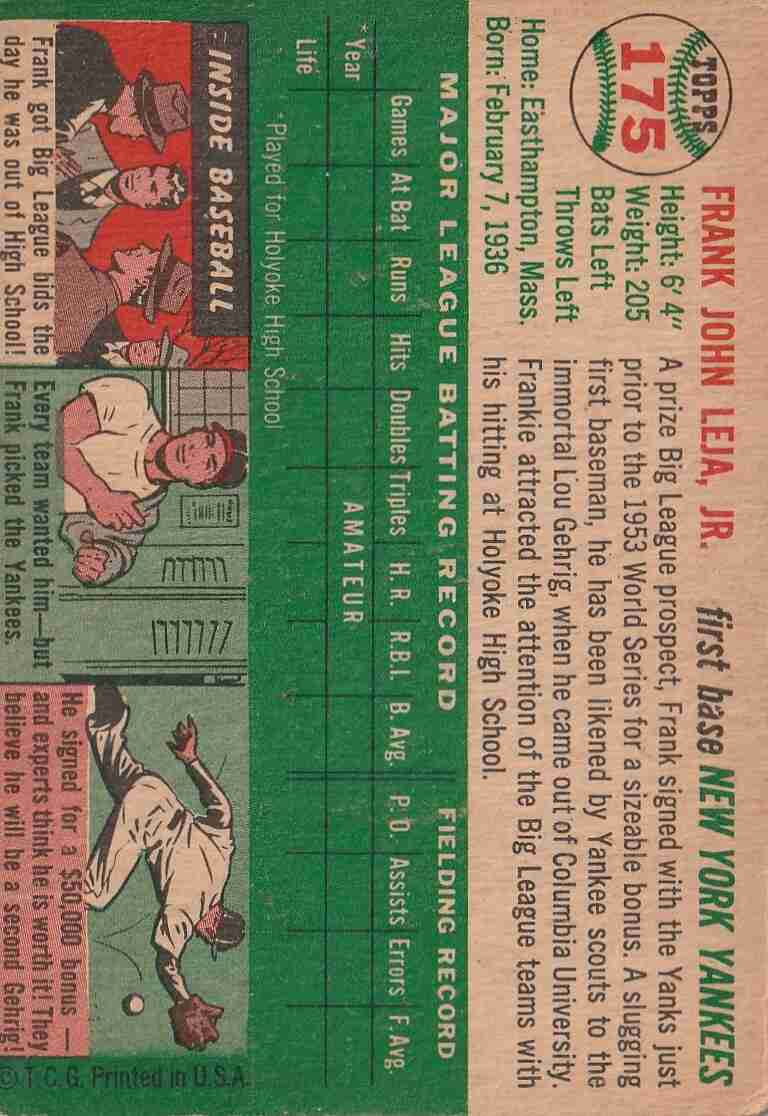 TOPPS
175
FRANK JOHN LEJA, JR. first base NEW YORK YANKEES
Height: 6'4"
Weight: 205
Bats Left
Throws Left
Home: Easthampton, Mass.
Born: February 7, 1936
A prize Big League prospect, Frank signed with the Yanks just
prior to the 1953 World Series for a sizeable bonus. A slugging
first baseman, he has been likened by Yankee scouts to the
immortal Lou Gehrig, when he came out of Columbia University.
Frankie attracted the attention of the Big League teams with
his hitting at Holyoke High School.
MAJOR LEAGUE BATTING RECORD FIELDING RECORD
Games At Bat Runs Hits Doubles Triples H. R. R.B.I. B. Avg P. O. Assists Errors F. Avg
*Year AMATEUR
Life
*Played for Holyoke High School
INSIDE BASEBALL
Frank got Big League bids the
day he was out of High School!
Every team wanted him—but
Frank picked the Yankees.
He signed for a $50,000 bonus —
and experts think he is worth it! They
believe he will be a second Gehrig!
© T. C. G. Printed in U.S.A.